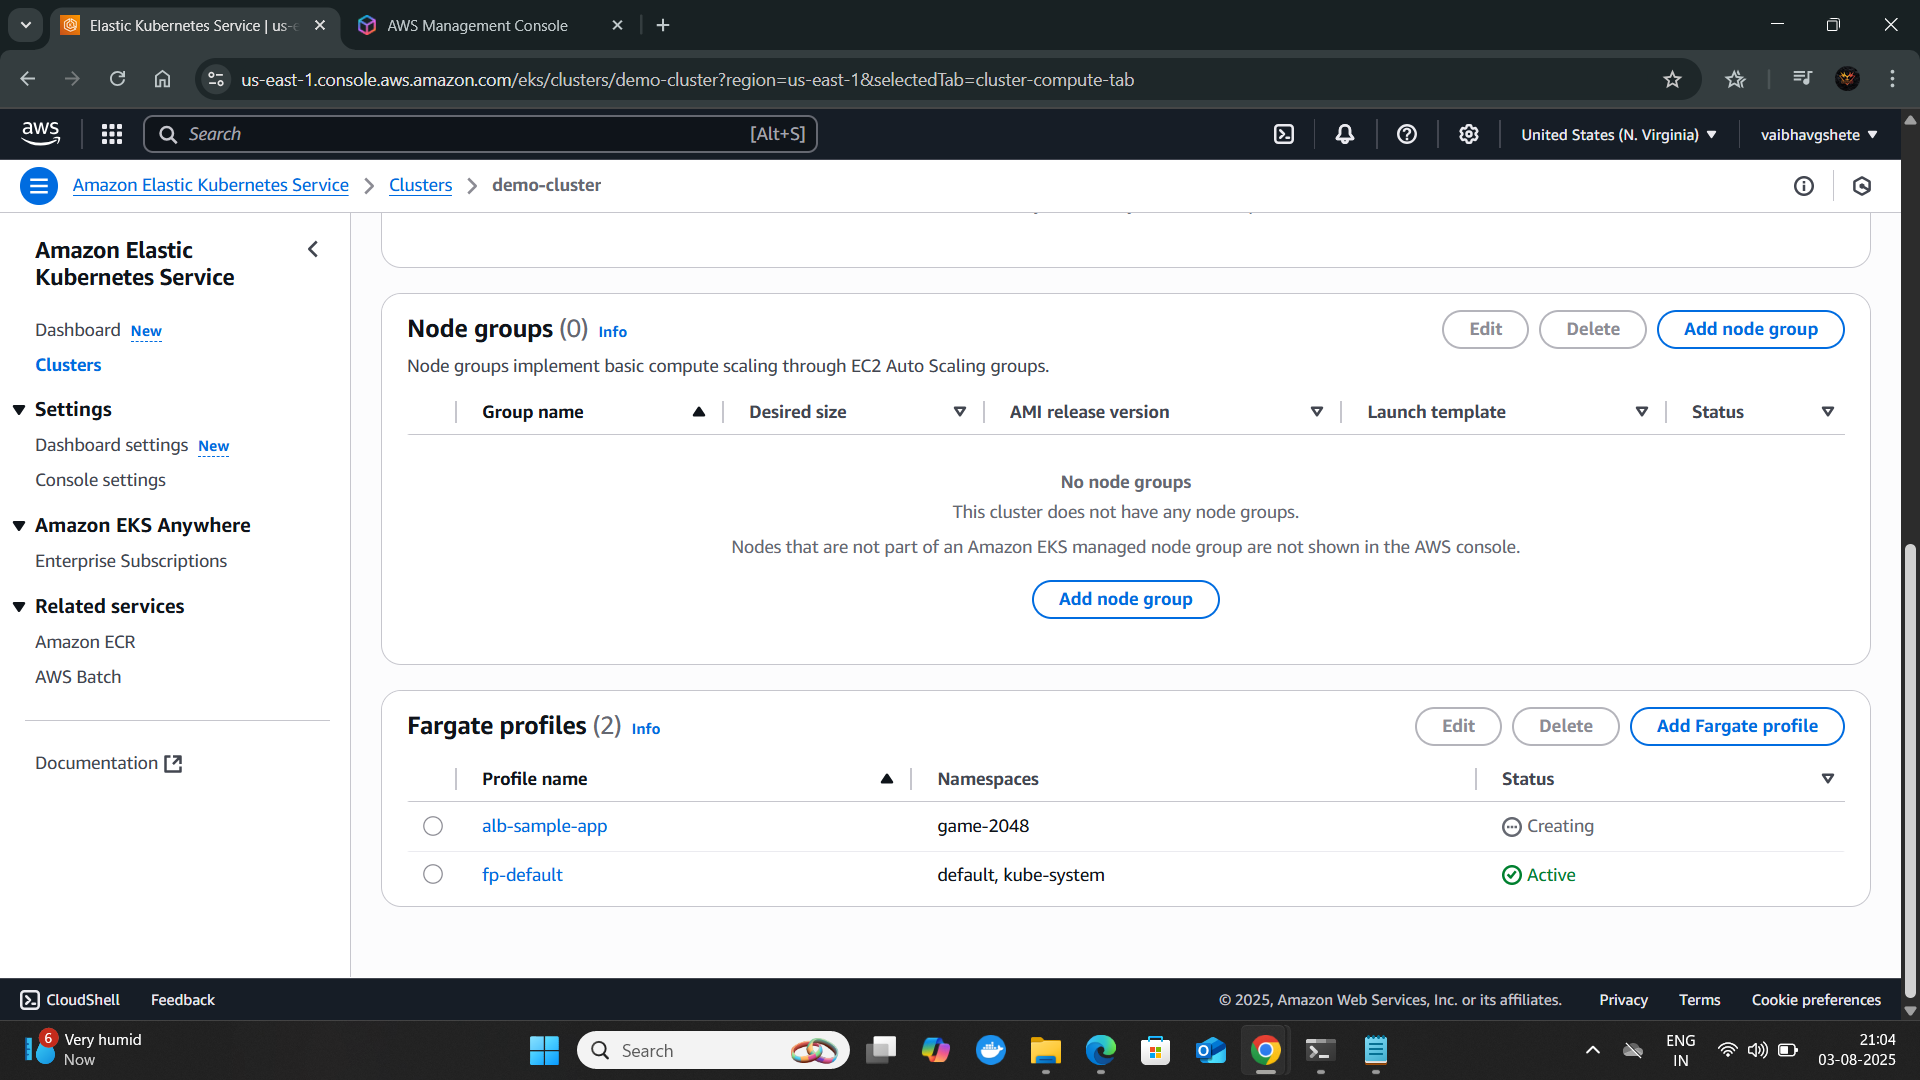 Elastic Kubernetes Service | us-e
AWS Management Console
us-east-1.console.aws.amazon.com/eks/clusters/demo-cluster?region=us-east-1&selectedTab=cluster-compute-tab
aws
Search
[Alt+S]
United States (N. Virginia)
vaibhavgshete
Amazon Elastic Kubernetes Service
Clusters
demo-cluster
Amazon Elastic
Kubernetes Service
Dashboard New
Clusters
Settings
Dashboard settings New
Console settings
Amazon EKS Anywhere
Enterprise Subscriptions
Related services
Amazon ECR
AWS Batch
Documentation
Node groups (0) Info
Edit
Delete
Add node group
Node groups implement basic compute scaling through EC2 Auto Scaling groups.
Group name
Desired size
AMI release version
Launch template
Status
No node groups
This cluster does not have any node groups.
Nodes that are not part of an Amazon EKS managed node group are not shown in the AWS console.
Add node group
Fargate profiles (2) Info
Edit
Delete
Add Fargate profile
Profile name
Namespaces
Status
alb-sample-app
game-2048
Creating
fp-default
default, kube-system
Active
CloudShell
Feedback
© 2025, Amazon Web Services, Inc. or its affiliates.
Privacy
Terms
Cookie preferences
6
Very humid
Now
Search
ENG
IN
21:04
03-08-2025